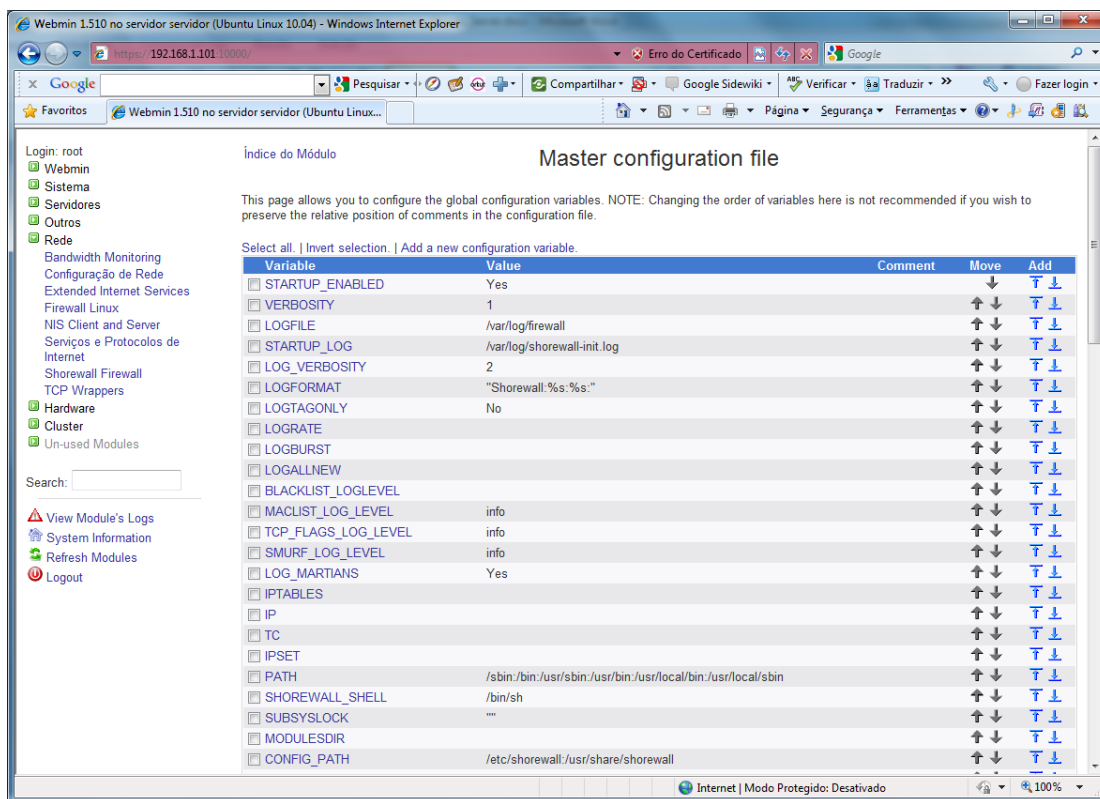 Webmin 1.510 no servidor servidor (Ubuntu Linux 10.04) - Windows Internet Explorer
https://192.168.1.101:10000/
Erro do Certificado
Google
x Google
Pesquisar
Compartilhar
Google Sidewiki
Verificar
Traduzir
Fazer login
Favoritos
Webmin 1.510 no servidor servidor (Ubuntu Linux...
Página
Segurança
Ferramentas
Login: root
Webmin
Sistema
Servidores
Outros
Rede
Bandwidth Monitoring
Configuração de Rede
Extended Internet Services
Firewall Linux
NIS Client and Server
Serviços e Protocolos de
Internet
Shorewall Firewall
TCP Wrappers
Hardware
Cluster
Un-used Modules
Search:
View Module's Logs
System Information
Refresh Modules
Logout
Índice do Módulo
Master configuration file
This page allows you to configure the global configuration variables. NOTE: Changing the order of variables here is not recommended if you wish to
preserve the relative position of comments in the configuration file.
Select all. | Invert selection. | Add a new configuration variable.
Variable Value Comment Move Add
STARTUP_ENABLED Yes
VERBOSITY 1
LOGFILE /var/log/firewall
STARTUP_LOG /var/log/shorewall-init.log
LOG_VERBOSITY 2
LOGFORMAT "Shorewall:%s:%s:"
LOGTAGONLY No
LOGRATE
LOGBURST
LOGALLNEW
BLACKLIST_LOGLEVEL
MACLIST_LOG_LEVEL info
TCP_FLAGS_LOG_LEVEL info
SMURF_LOG_LEVEL info
LOG_MARTIANS Yes
IPTABLES
IP
TC
IPSET
PATH /sbin:/bin:/usr/sbin:/usr/bin:/usr/local/bin:/usr/local/sbin
SHOREWALL_SHELL /bin/sh
SUBSYSLOCK ""
MODULESDIR
CONFIG_PATH /etc/shorewall:/usr/share/shorewall
Internet | Modo Protegido: Desativado
100%